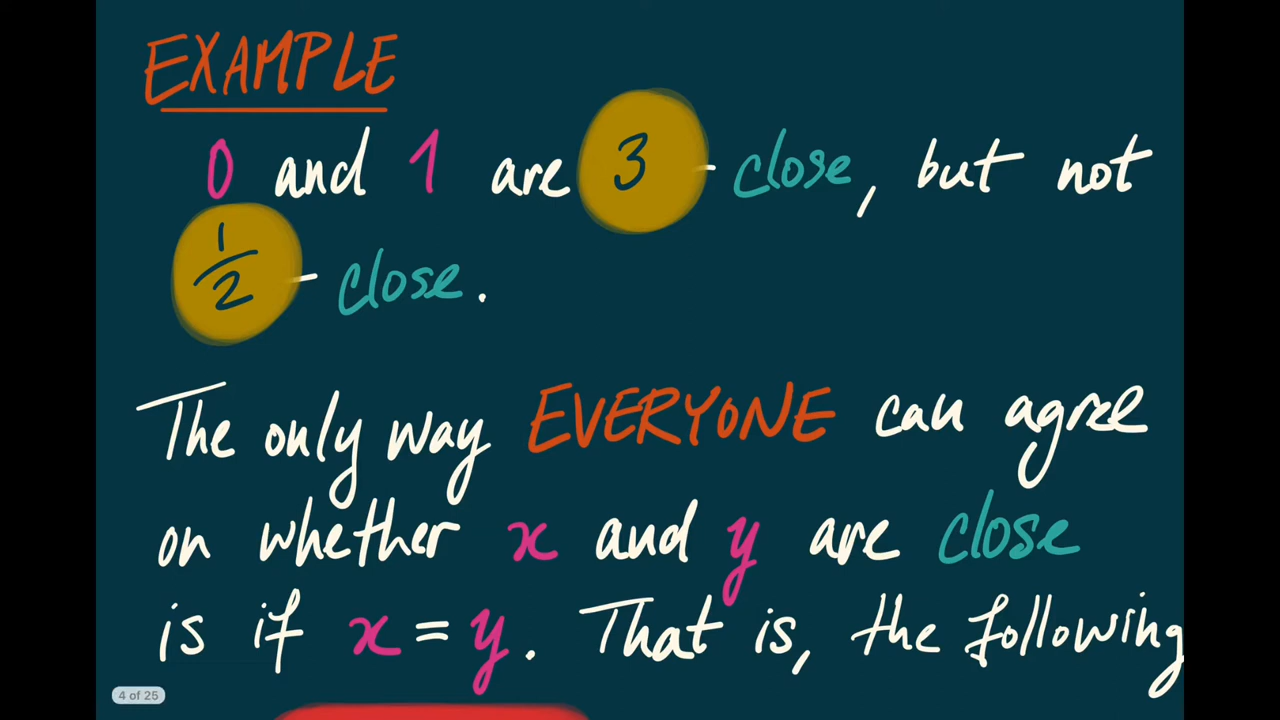 EXAMPLE
0 and 1 are 3-close, but not
1/2-close.
The only way EVERYONE can agree
on whether x and y are close
is if x = y. That is, the following
4 of 25